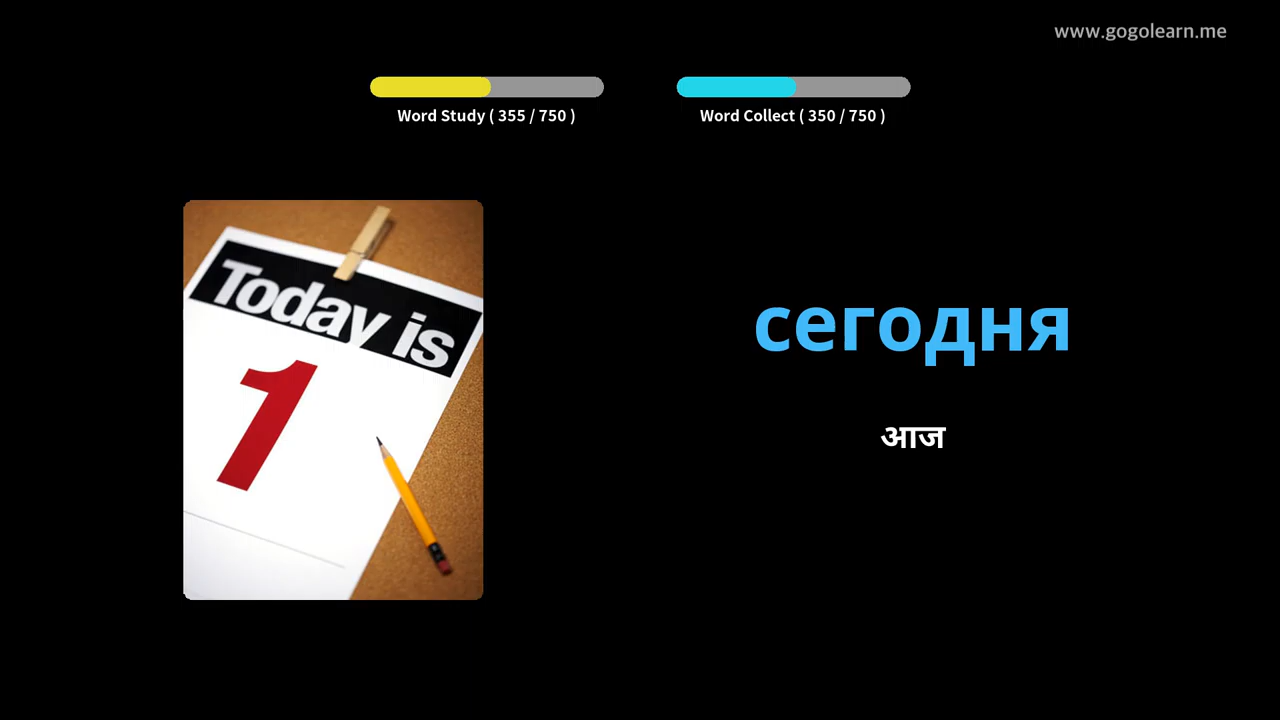 www.gogolearn.me
Word Study ( 355 / 750 )
Word Collect ( 350 / 750 )
Today is
1
сегодня
आज